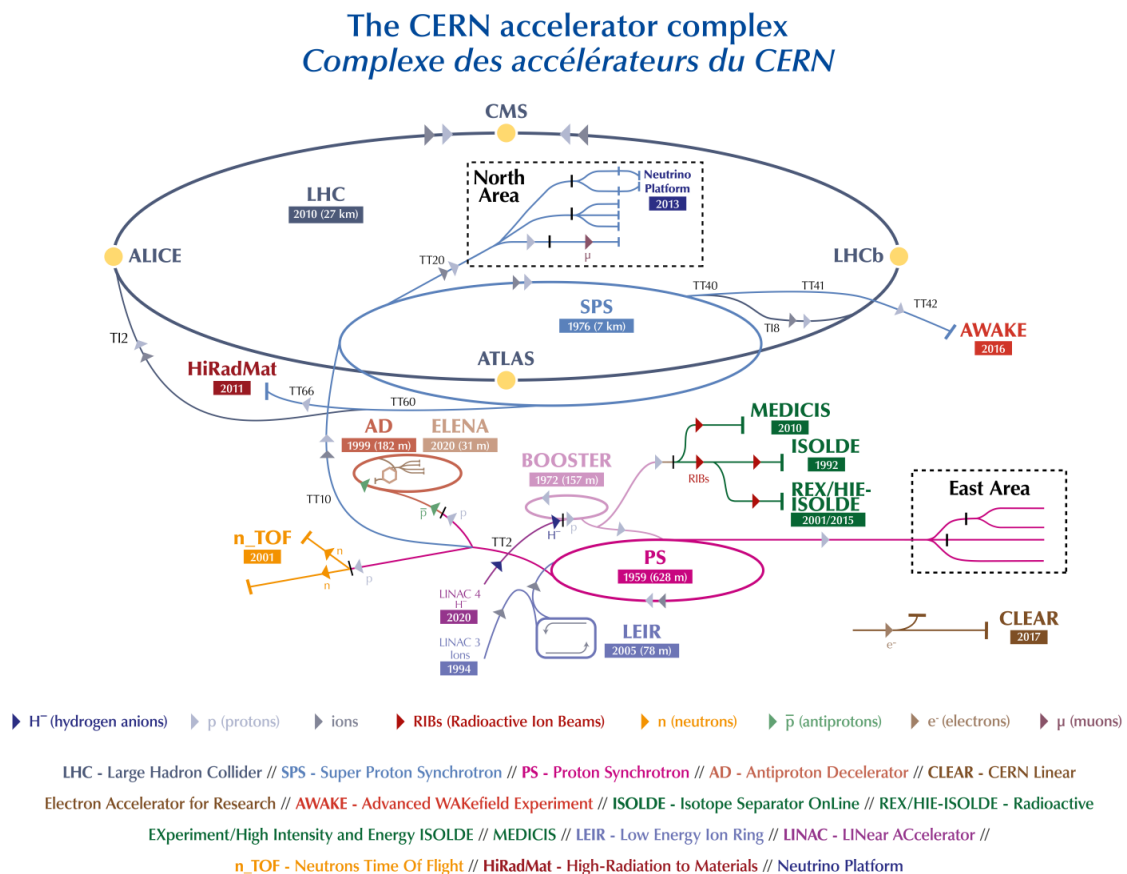 The CERN accelerator complex
Complexe des accélérateurs du CERN
CMS
North
Area
Neutrino
Platform
2013
LHC
2010 (27 km)
μ
ALICE
LHCb
TT20
TT40
TT41
TT42
SPS
1976 (7 km)
TI8
TI2
AWAKE
2016
ATLAS
HiRadMat
2011
TT66
TT60
AD
1999 (182 m)
ELENA
2020 (31 m)
MEDICIS
2010
BOOSTER
1972 (157 m)
ISOLDE
1992
RIBs
REX/HIE-
ISOLDE
2001/2015
East Area
TT10
p̅
p
H⁻
p
TT2
n_TOF
2001
n
n
p
PS
1959 (628 m)
LINAC 4
H⁻
2020
LINAC 3
Ions
1994
LEIR
2005 (78 m)
CLEAR
2017
e-
H⁻ (hydrogen anions)
p (protons)
ions
RIBs (Radioactive Ion Beams)
n (neutrons)
p̅ (antiprotons)
e- (electrons)
μ (muons)
LHC - Large Hadron Collider // SPS - Super Proton Synchrotron // PS - Proton Synchrotron // AD - Antiproton Decelerator // CLEAR - CERN Linear
Electron Accelerator for Research // AWAKE - Advanced WAKefield Experiment // ISOLDE - Isotope Separator OnLine // REX/HIE-ISOLDE - Radioactive
EXperiment/High Intensity and Energy ISOLDE // MEDICIS // LEIR - Low Energy Ion Ring // LINAC - LINear ACcelerator //
n_TOF - Neutrons Time Of Flight // HiRadMat - High-Radiation to Materials // Neutrino Platform